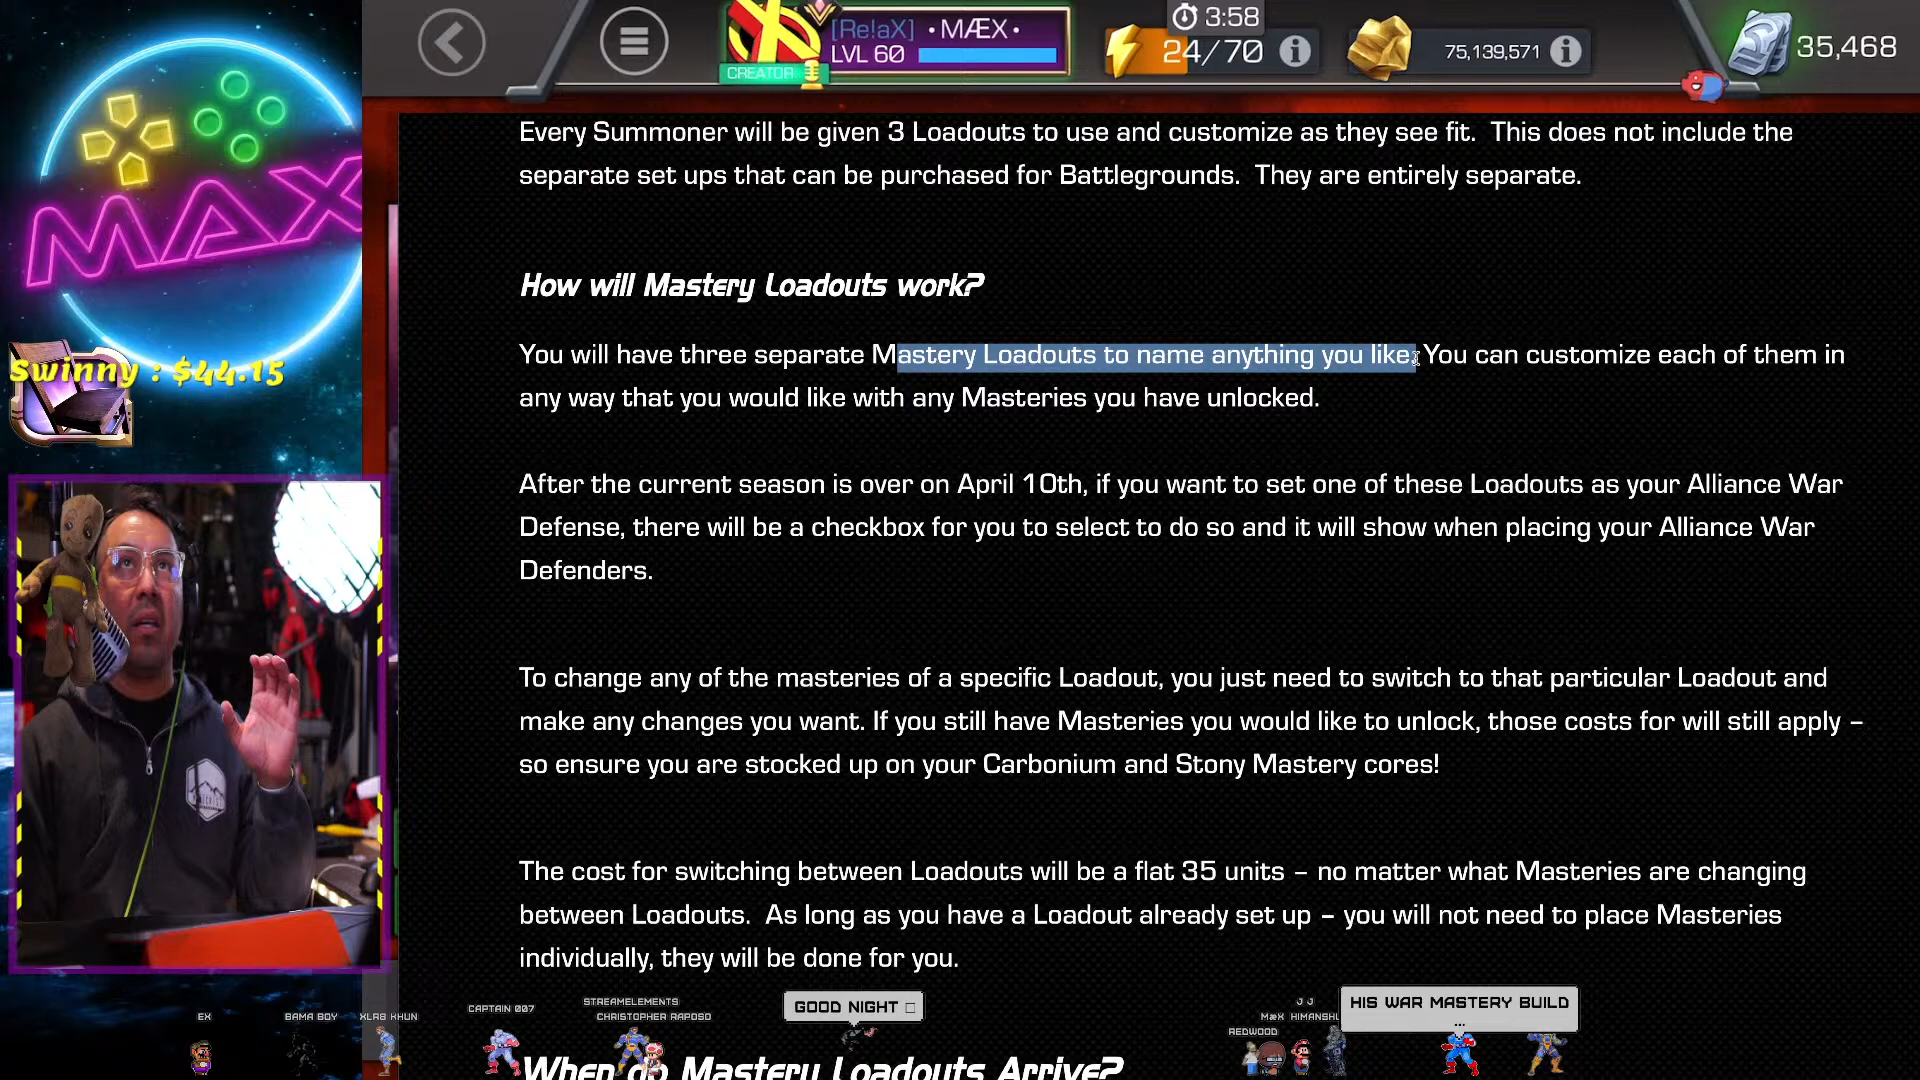 3:58
[Re!aX] • MÆX •
LVL 60
CREATOR
24/70
75,139,571
35,468
Every Summoner will be given 3 Loadouts to use and customize as they see fit. This does not include the
separate set ups that can be purchased for Battlegrounds. They are entirely separate.
MAX
How will Mastery Loadouts work?
You will have three separate Mastery Loadouts to name anything you like. You can customize each of them in
any way that you would like with any Masteries you have unlocked.
Swinny : $44.15
After the current season is over on April 10th, if you want to set one of these Loadouts as your Alliance War
Defense, there will be a checkbox for you to select to do so and it will show when placing your Alliance War
Defenders.
To change any of the masteries of a specific Loadout, you just need to switch to that particular Loadout and
make any changes you want. If you still have Masteries you would like to unlock, those costs for will still apply –
so ensure you are stocked up on your Carbonium and Stony Mastery cores!
The cost for switching between Loadouts will be a flat 35 units – no matter what Masteries are changing
between Loadouts. As long as you have a Loadout already set up – you will not need to place Masteries
individually, they will be done for you.
EX
BAMA BOY
XLR8 KHUN
CAPTAIN 007
STREAMELEMENTS
CHRISTOPHER RAPOSO
GOOD NIGHT
J J
MÆX HIMANSHU
REDWOOD
HIS WAR MASTERY BUILD
...
When do Mastery Loadouts Arrive?